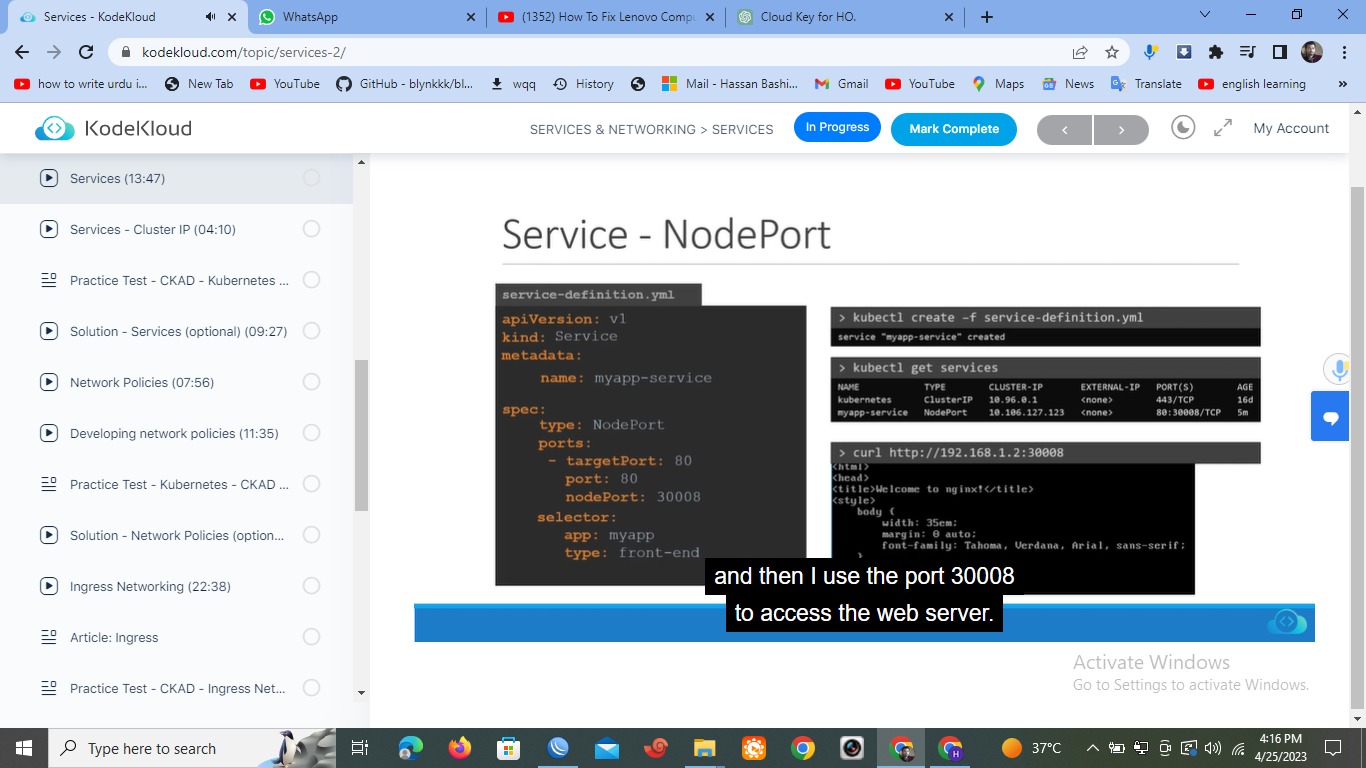 Services - KodeKloud
WhatsApp
(1352) How To Fix Lenovo Compu
Cloud Key for HO.
kodekloud.com/topic/services-2/
how to write urdu i...
New Tab
YouTube
GitHub - blynkkk/bl...
wqq
History
Mail - Hassan Bashi...
Gmail
YouTube
Maps
News
Translate
english learning
»
KodeKloud
SERVICES & NETWORKING > SERVICES
In Progress
Mark Complete
My Account
Services (13:47)
Services - Cluster IP (04:10)
Practice Test - CKAD - Kubernetes ...
Solution - Services (optional) (09:27)
Network Policies (07:56)
Developing network policies (11:35)
Practice Test - Kubernetes - CKAD ...
Solution - Network Policies (option...
Ingress Networking (22:38)
Article: Ingress
Practice Test - CKAD - Ingress Net...
Service - NodePort
service-definition.yml
apiVersion: v1
kind: Service
metadata:
name: myapp-service
spec:
type: NodePort
ports:
- targetPort: 80
port: 80
nodePort: 30008
selector:
app: myapp
type: front-end
> kubectl create -f service-definition.yml
service "myapp-service" created
> kubectl get services
NAME TYPE CLUSTER-IP EXTERNAL-IP PORT(S) AGE
kubernetes ClusterIP 10.96.0.1 <none> 443/TCP 16d
myapp-service NodePort 10.106.127.123 <none> 80:30008/TCP 5m
> curl http://192.168.1.2:30008
<html>
<head>
<title>Welcome to nginx!</title>
<style>
body {
width: 35em;
margin: 0 auto;
font-family: Tahoma, Verdana, Arial, sans-serif;
}
and then I use the port 30008
to access the web server.
Activate Windows
Go to Settings to activate Windows.
Type here to search
37°C
4:16 PM
4/25/2023